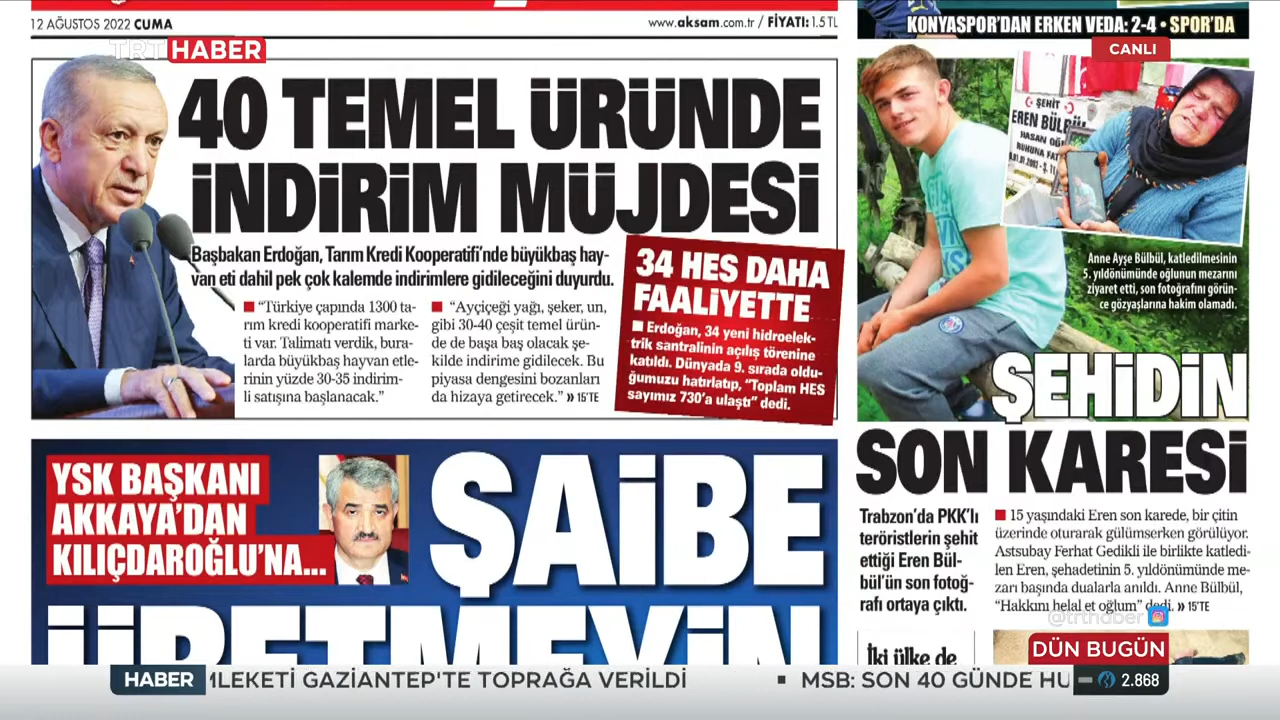 12 AĞUSTOS 2022 CUMA
www.aksam.com.tr / FİYATI: 1.5 TL
TRT HABER
KONYASPOR'DAN ERKEN VEDA: 2-4 • SPOR'DA
CANLI
40 TEMEL ÜRÜNDE
İNDİRİM MÜJDESİ
Başbakan Erdoğan, Tarım Kredi Kooperatifi'nde büyükbaş hay-
van eti dahil pek çok kalemde indirimlere gidileceğini duyurdu.
■ “Türkiye çapında 1300 ta-
rım kredi kooperatifi marke-
ti var. Talimatı verdik, bura-
larda büyükbaş hayvan etle-
rinin yüzde 30-35 indirim-
li satışına başlanacak.”
■ “Ayçiçeği yağı, şeker, un,
gibi 30-40 çeşit temel ürün-
de de başa baş olacak şe-
kilde indirime gidilecek. Bu
piyasa dengesini bozanları
da hizaya getirecek.” » 15'TE
34 HES DAHA
FAALİYETTE
■ Erdoğan, 34 yeni hidroelek-
trik santralinin açılış törenine
katıldı. Dünyada 9. sırada oldu-
ğumuzu hatırlatıp, “Toplam HES
sayımız 730'a ulaştı” dedi.
ŞEHİT
EREN BÜLBÜL
HASAN OĞ
RUHUNA FAT
Anne Ayşe Bülbül, katledilmesinin
5. yıldönümünde oğlunun mezarını
ziyaret etti, son fotoğrafını görün-
ce gözyaşlarına hakim olamadı.
ŞEHİDİN
SON KARESİ
Trabzon'da PKK'lı
teröristlerin şehit
ettiği Eren Bül-
bül'ün son fotoğ-
rafı ortaya çıktı.
■ 15 yaşındaki Eren son karede, bir çitin
üzerinde oturarak gülümserken görülüyor.
Astsubay Ferhat Gedikli ile birlikte katledi-
len Eren, şehadetinin 5. yıldönümünde me-
zarı başında dualarla anıldı. Anne Bülbül,
“Hakkını helal et oğlum” dedi. » 15'TE
YSK BAŞKANI
AKKAYA'DAN
KILIÇDAROĞLU'NA...
ŞAİBE
ÜRETMEYİN
İki ülke de
@trthaber
DÜN BUGÜN
HABER
MLEKETİ GAZİANTEP'TE TOPRAĞA VERİLDİ
▪ MSB: SON 40 GÜNDE HU
2.868